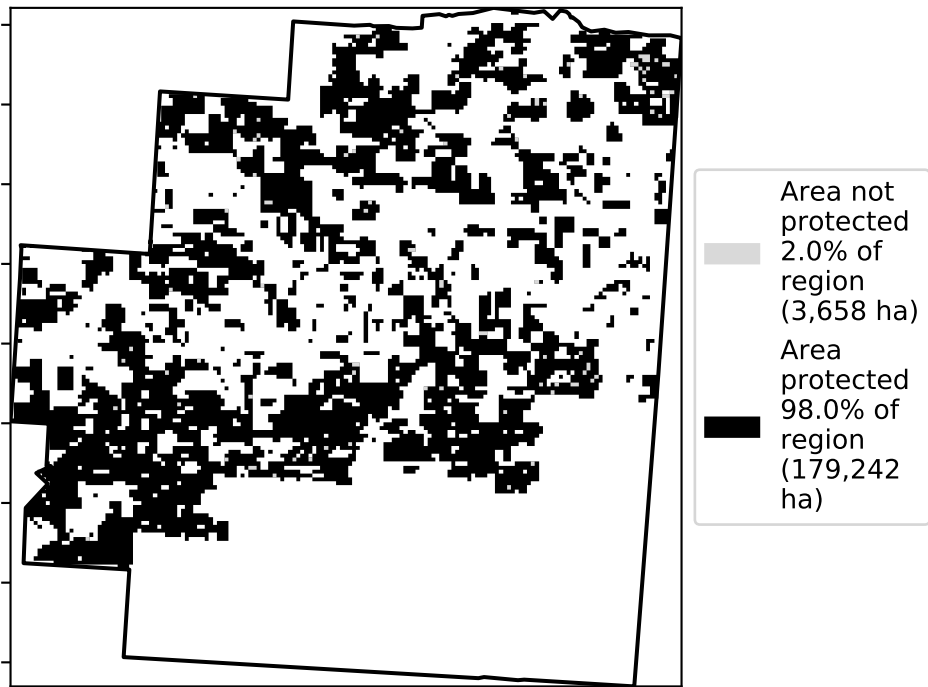 Area not
protected
2.0% of
region
(3,658 ha)
Area
protected
98.0% of
region
(179,242
ha)